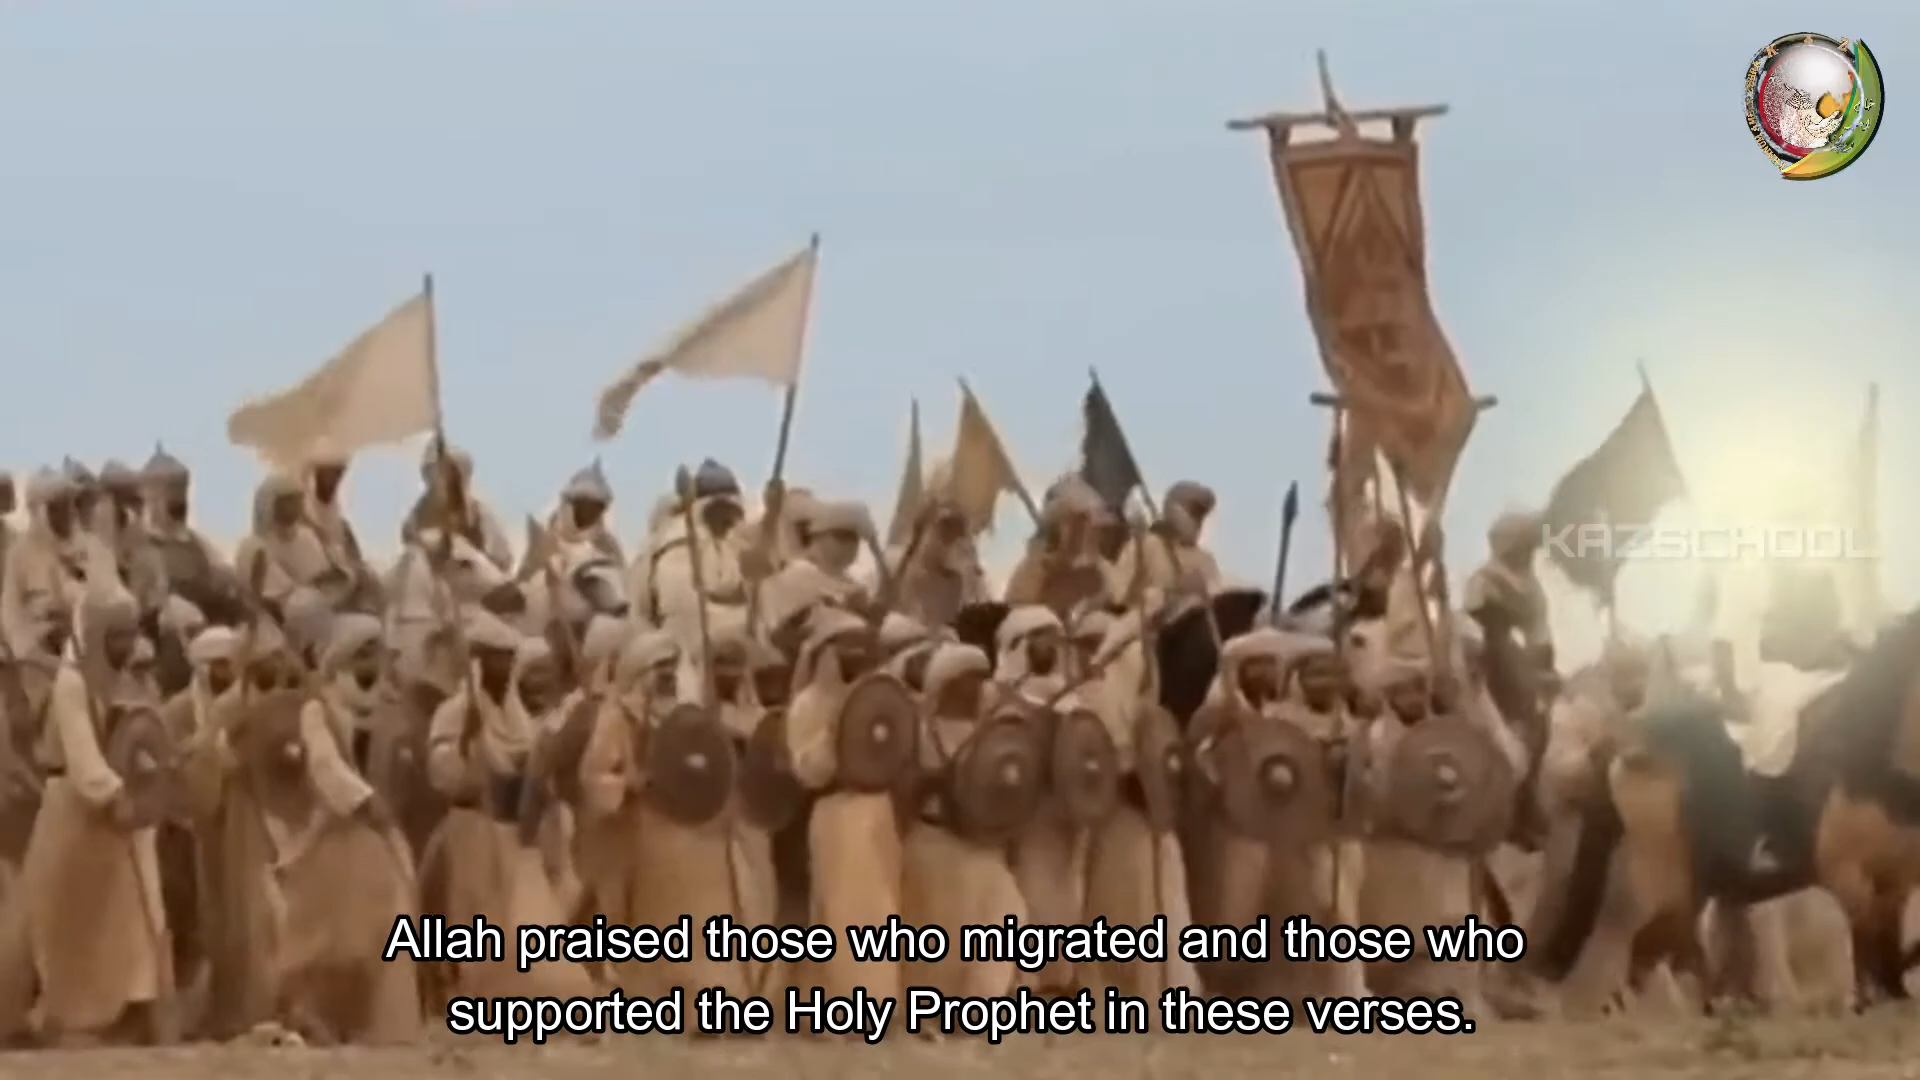 KAZSCHOOL
Allah praised those who migrated and those who
supported the Holy Prophet in these verses.